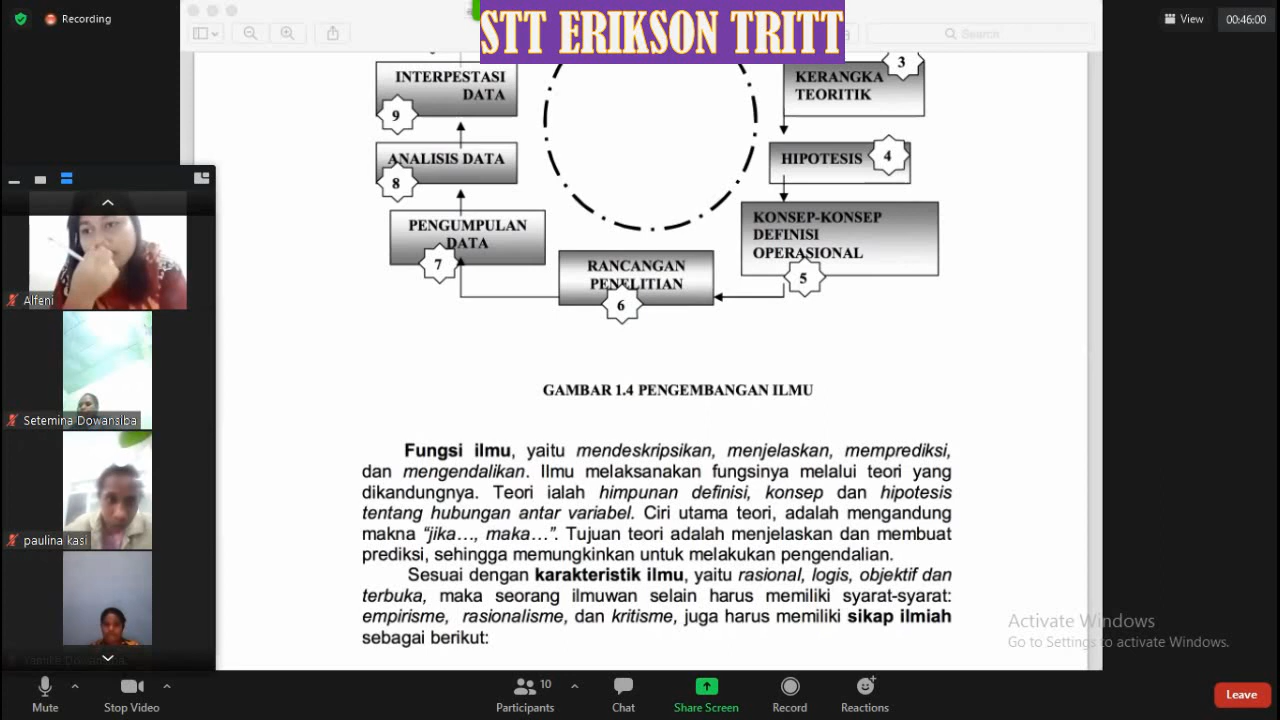 Recording
STT ERIKSON TRITT
View
00:46:00
Search
INTERPESTASI
DATA
9
3
KERANGKA
TEORITIK
ANALISIS DATA
8
HIPOTESIS
4
PENGUMPULAN
DATA
7
KONSEP-KONSEP
DEFINISI
OPERASIONAL
5
RANCANGAN
PENELITIAN
6
GAMBAR 1.4 PENGEMBANGAN ILMU
Fungsi ilmu, yaitu mendeskripsikan, menjelaskan, memprediksi,
dan mengendalikan. Ilmu melaksanakan fungsinya melalui teori yang
dikandungnya. Teori ialah himpunan definisi, konsep dan hipotesis
tentang hubungan antar variabel. Ciri utama teori, adalah mengandung
makna “jika…, maka…”. Tujuan teori adalah menjelaskan dan membuat
prediksi, sehingga memungkinkan untuk melakukan pengendalian.
Sesuai dengan karakteristik ilmu, yaitu rasional, logis, objektif dan
terbuka, maka seorang ilmuwan selain harus memiliki syarat-syarat:
empirisme, rasionalisme, dan kritisme, juga harus memiliki sikap ilmiah
sebagai berikut:
Alfeni
Setemina Dowansiba
paulina kasi
Activate Windows
Go to Settings to activate Windows.
Mute
Stop Video
Participants
10
Chat
Share Screen
Record
Reactions
Leave